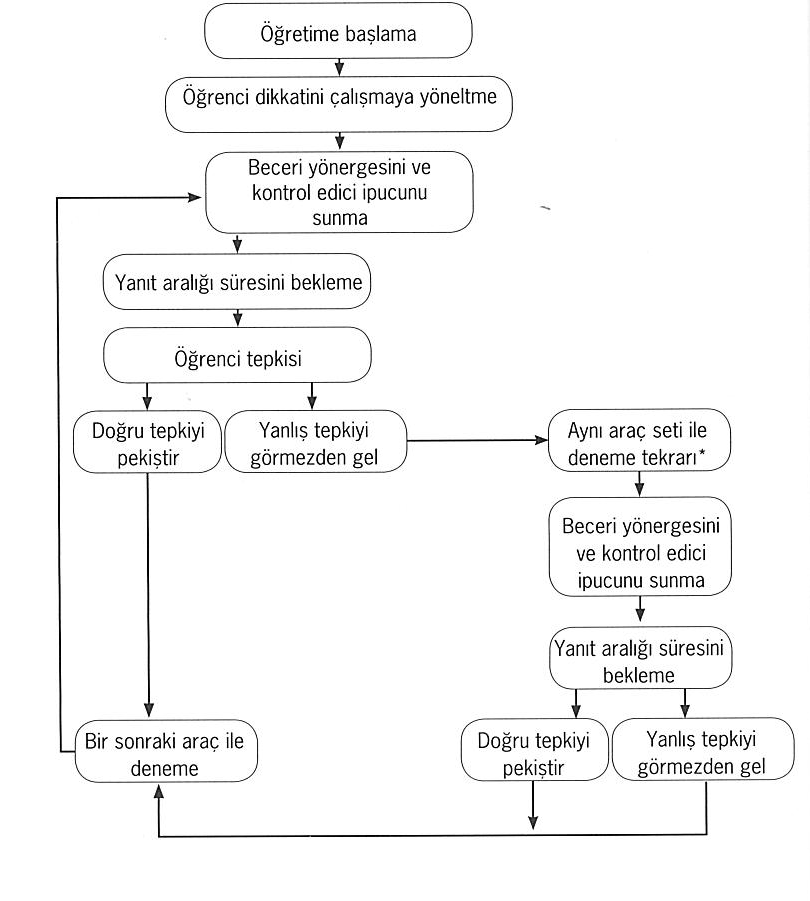 Öğretime başlama
Öğrenci dikkatini çalışmaya yöneltme
Beceri yönergesini ve
kontrol edici ipucunu
sunma
Yanıt aralığı süresini bekleme
Öğrenci tepkisi
Doğru tepkiyi
pekiştir
Yanlış tepkiyi
görmezden gel
Aynı araç seti ile
deneme tekrarı*
Beceri yönergesini
ve kontrol edici
ipucunu sunma
Yanıt aralığı süresini
bekleme
Doğru tepkiyi
pekiştir
Yanlış tepkiyi
görmezden gel
Bir sonraki araç ile
deneme